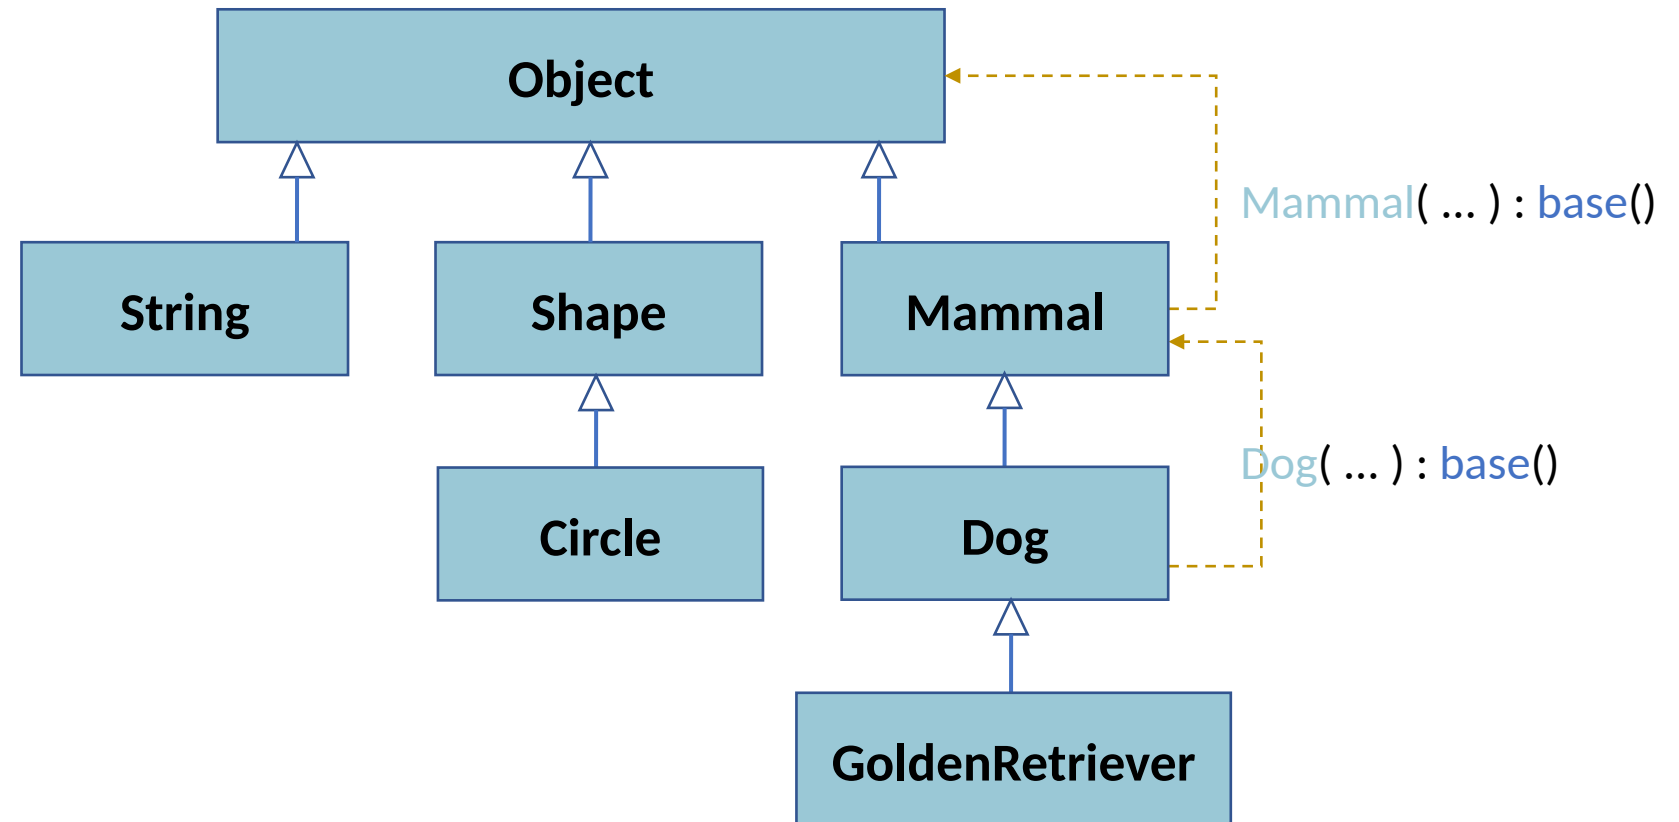 Object
Mammal( ... ) : base()
String
Shape
Mammal
Dog( ... ) : base()
Circle
Dog
GoldenRetriever